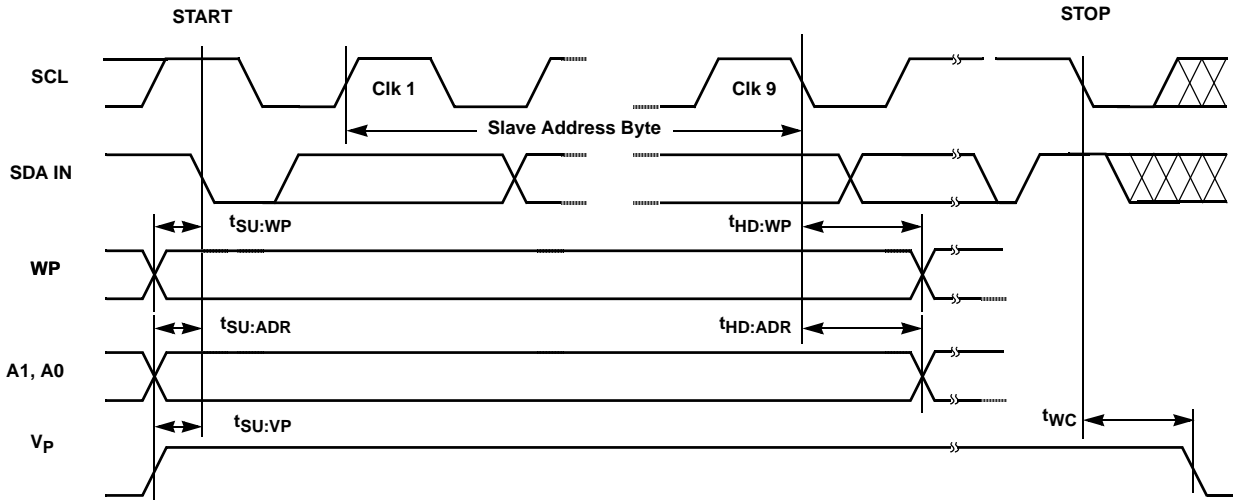 START STOP
SCL Clk 1 Clk 9
Slave Address Byte
SDA IN
tSU:WP tHD:WP
WP
tSU:ADR tHD:ADR
A1, A0
tSU:VP tWC
VP